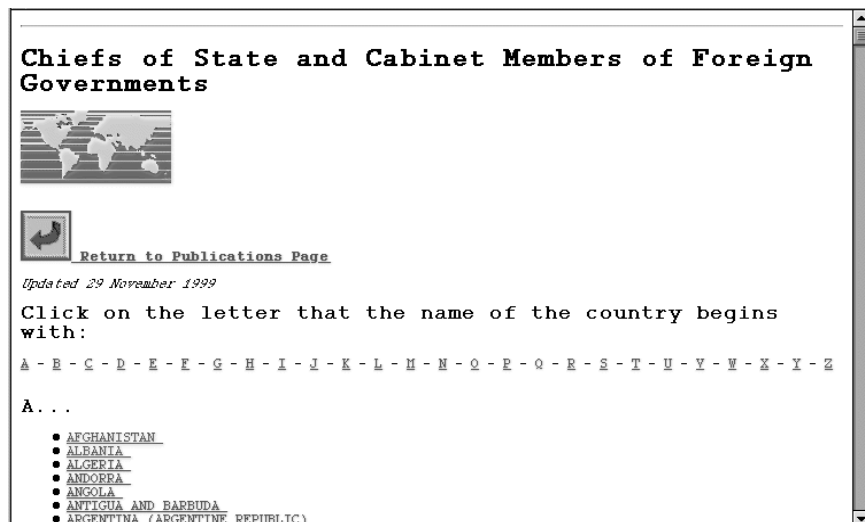 Chiefs of State and Cabinet Members of Foreign
Governments
Return to Publications Page
Updated 29 November 1999
Click on the letter that the name of the country begins
with:
A - B - C - D - E - F - G - H - I - J - K - L - M - N - O - P - Q - R - S - T - U - V - W - X - Y - Z
A...
AFGHANISTAN
ALBANIA
ALGERIA
ANDORRA
ANGOLA
ANTIGUA AND BARBUDA
ARGENTINA (ARGENTINE REPUBLIC)